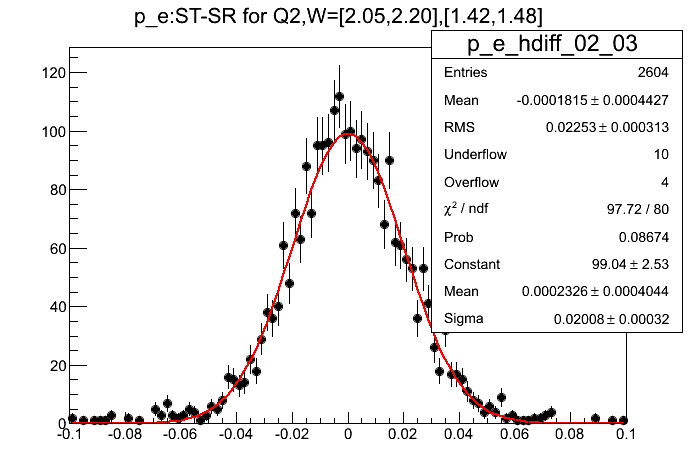 p_e:ST-SR for Q2,W=[2.05,2.20],[1.42,1.48]
p_e_hdiff_02_03
Entries 2604
Mean -0.0001815 ± 0.0004427
RMS 0.02253 ± 0.000313
Underflow 10
Overflow 4
χ² / ndf 97.72 / 80
Prob 0.08674
Constant 99.04 ± 2.53
Mean 0.0002326 ± 0.0004044
Sigma 0.02008 ± 0.00032
120
100
80
60
40
20
0
-0.1 -0.08 -0.06 -0.04 -0.02 0 0.02 0.04 0.06 0.08 0.1